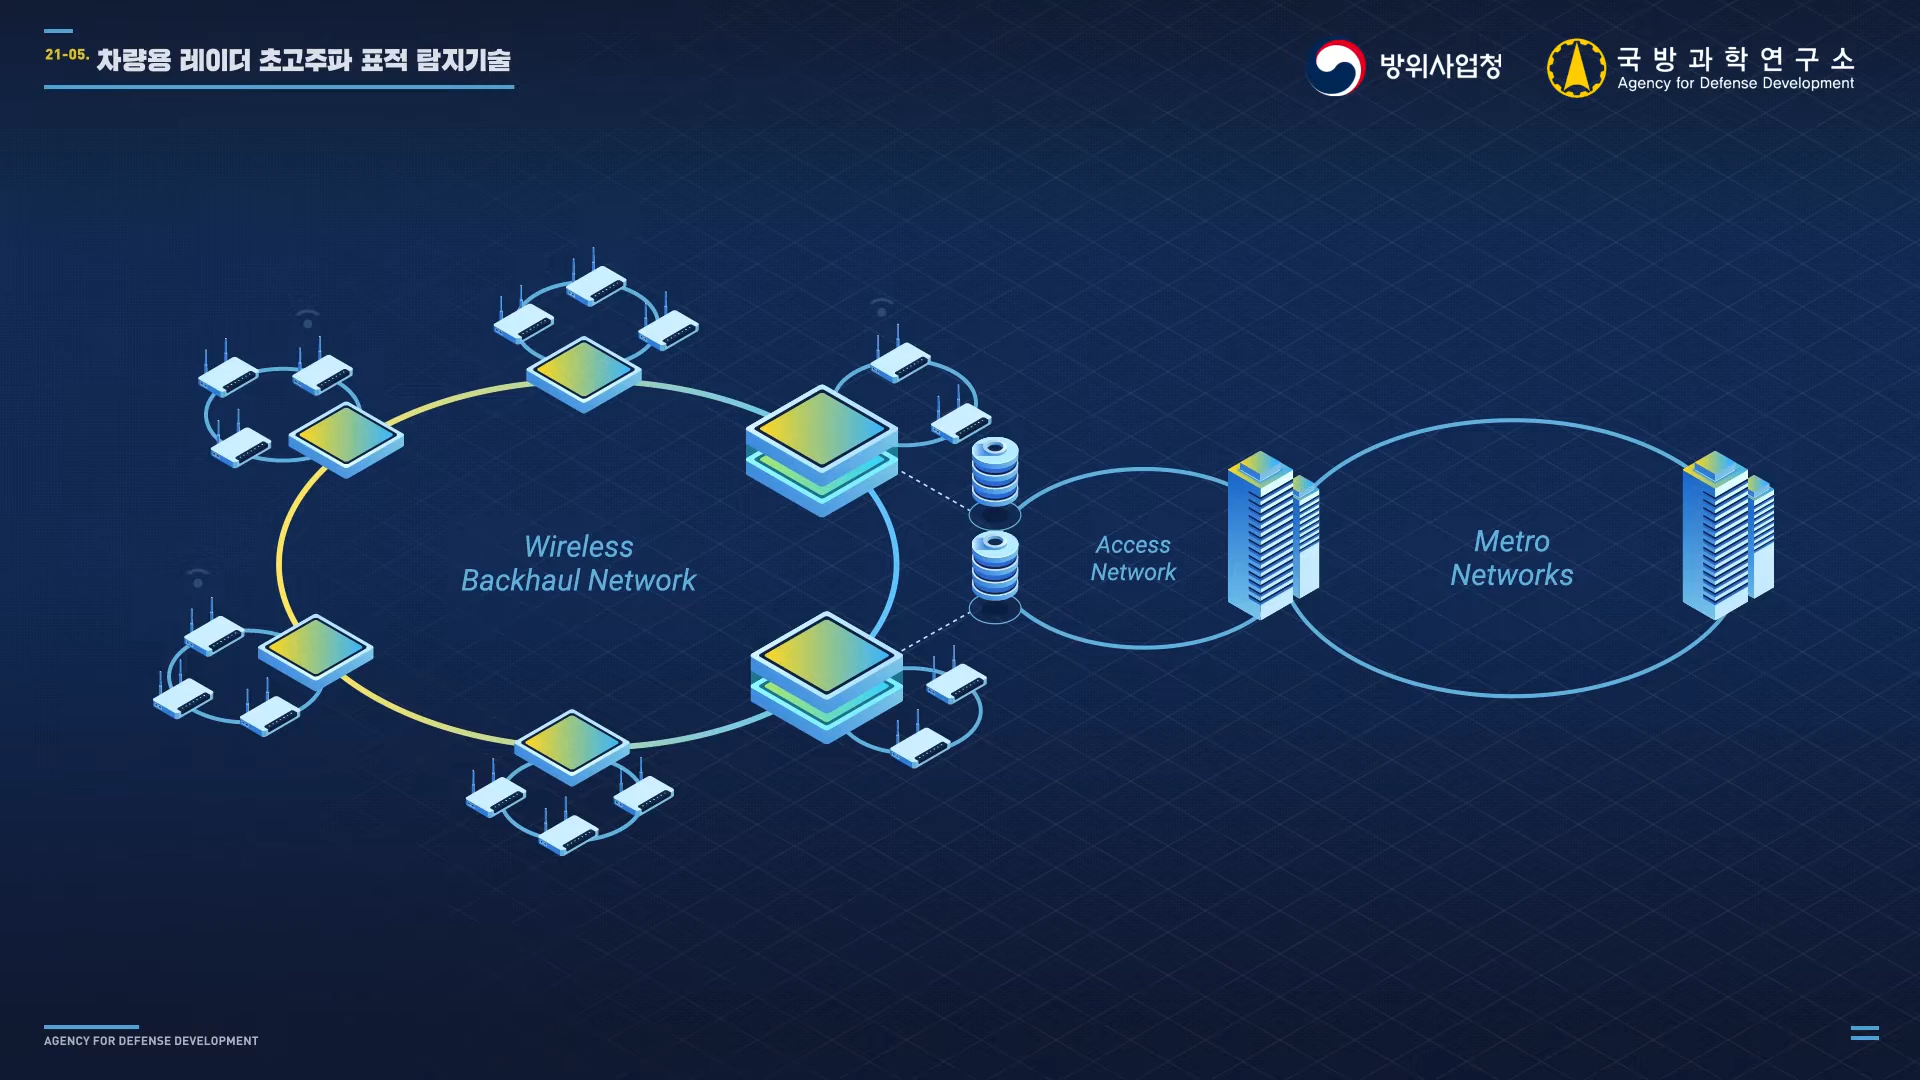 21-05. 차량용 레이더 초고주파 표적 탐지기술
방위사업청
국방과학연구소
Agency for Defense Development
Wireless
Backhaul Network
Access
Network
Metro
Networks
AGENCY FOR DEFENSE DEVELOPMENT